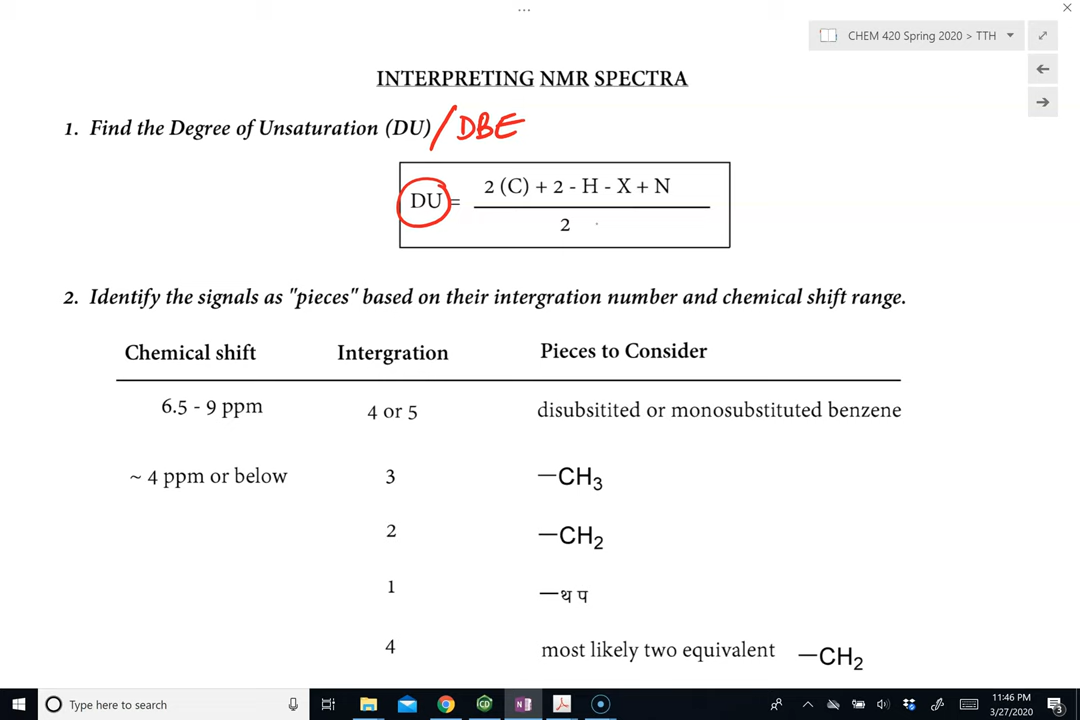 ...
CHEM 420 Spring 2020 > TTH
INTERPRETING NMR SPECTRA
1. Find the Degree of Unsaturation (DU) / DBE
DU = 2 (C) + 2 - H - X + N
2
2. Identify the signals as "pieces" based on their intergration number and chemical shift range.
Chemical shift Intergration Pieces to Consider
6.5 - 9 ppm 4 or 5 disubsitited or monosubstituted benzene
~ 4 ppm or below 3 —CH3
2 —CH2
1 —थ प
4 most likely two equivalent —CH2
Type here to search
11:46 PM
3/27/2020
3